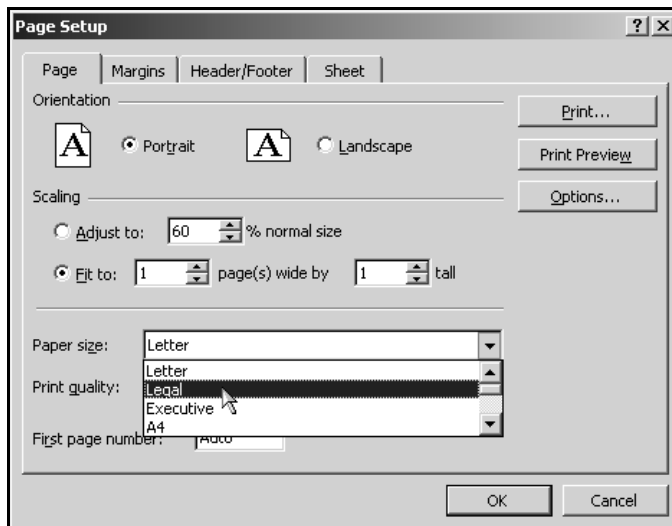 Page Setup
Page Margins Header/Footer Sheet
Orientation
A Portrait A Landscape
Print...
Print Preview
Options...
Scaling
Adjust to: 60 % normal size
Fit to: 1 page(s) wide by 1 tall
Paper size: Letter
Letter
Legal
Executive
A4
Print quality:
First page number: Auto
OK Cancel